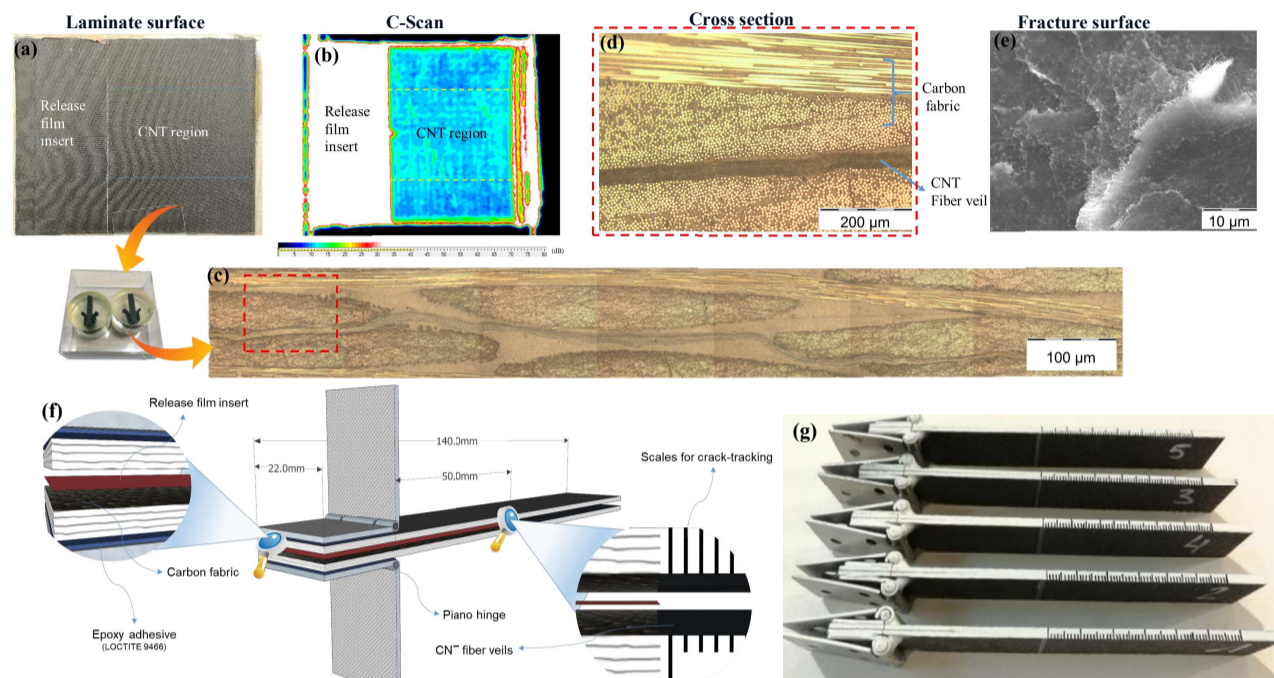 Laminate surface
C-Scan
Cross section
Fracture surface
(a)
Release
film
insert
CNT region
(b)
Release
film
insert
CNT region
(dB)
(d)
Carbon
fabric
CNT
Fiber veil
200 μm
(e)
10 μm
(c)
100 μm
(f)
Release film insert
140.0mm
22.0mm
50.0mm
Scales for crack-tracking
Carbon fabric
Piano hinge
Epoxy adhesive
(LOCTITE 9466)
CNT fiber veils
(g)
5
3
4
2
1